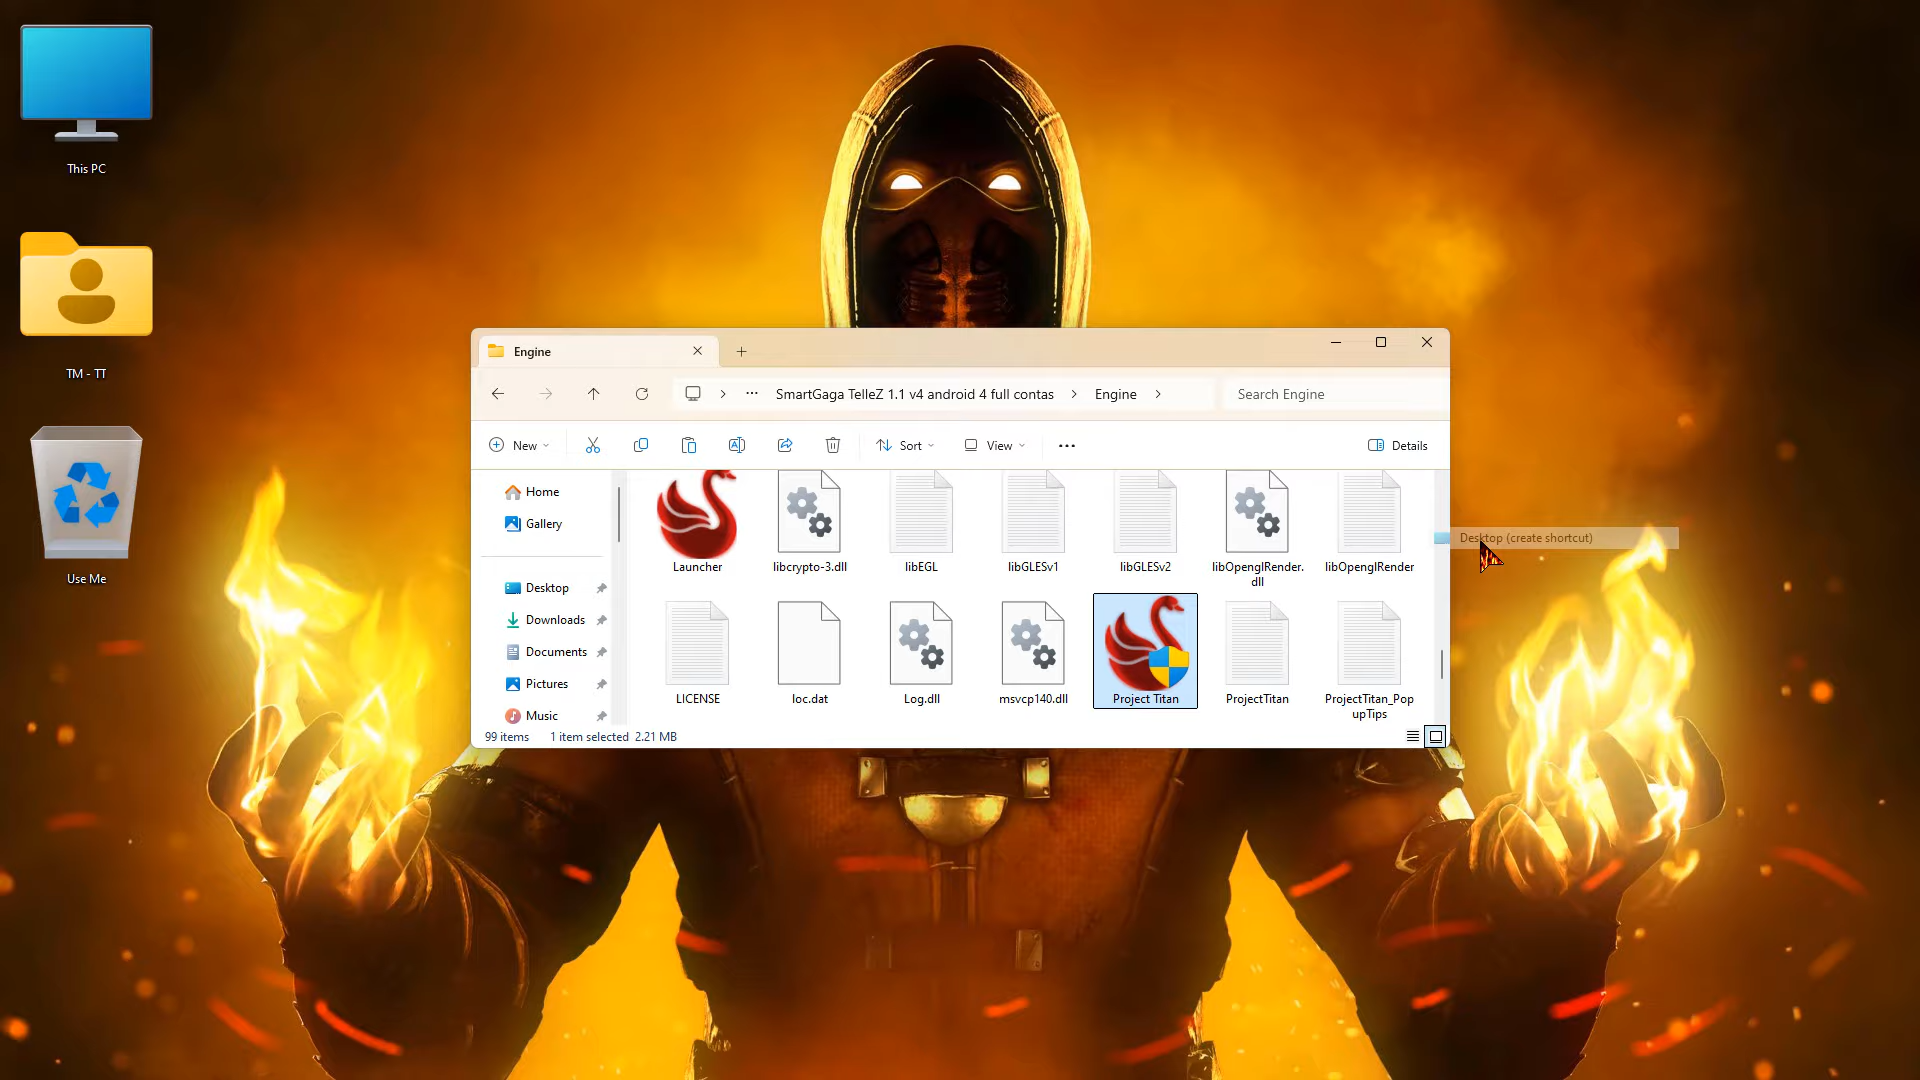 This PC
TM - TT
Use Me
Engine
SmartGaga TelleZ 1.1 v4 android 4 full contas
Engine
Search Engine
New
Sort
View
Details
Home
Gallery
Desktop
Downloads
Documents
Pictures
Music
Launcher
libcrypto-3.dll
libEGL
libGLESv1
libGLESv2
libOpenglRender.
dll
libOpenglRender
LICENSE
loc.dat
Log.dll
msvcp140.dll
Project Titan
ProjectTitan
ProjectTitan_Pop
upTips
99 items
1 item selected 2.21 MB
Desktop (create shortcut)